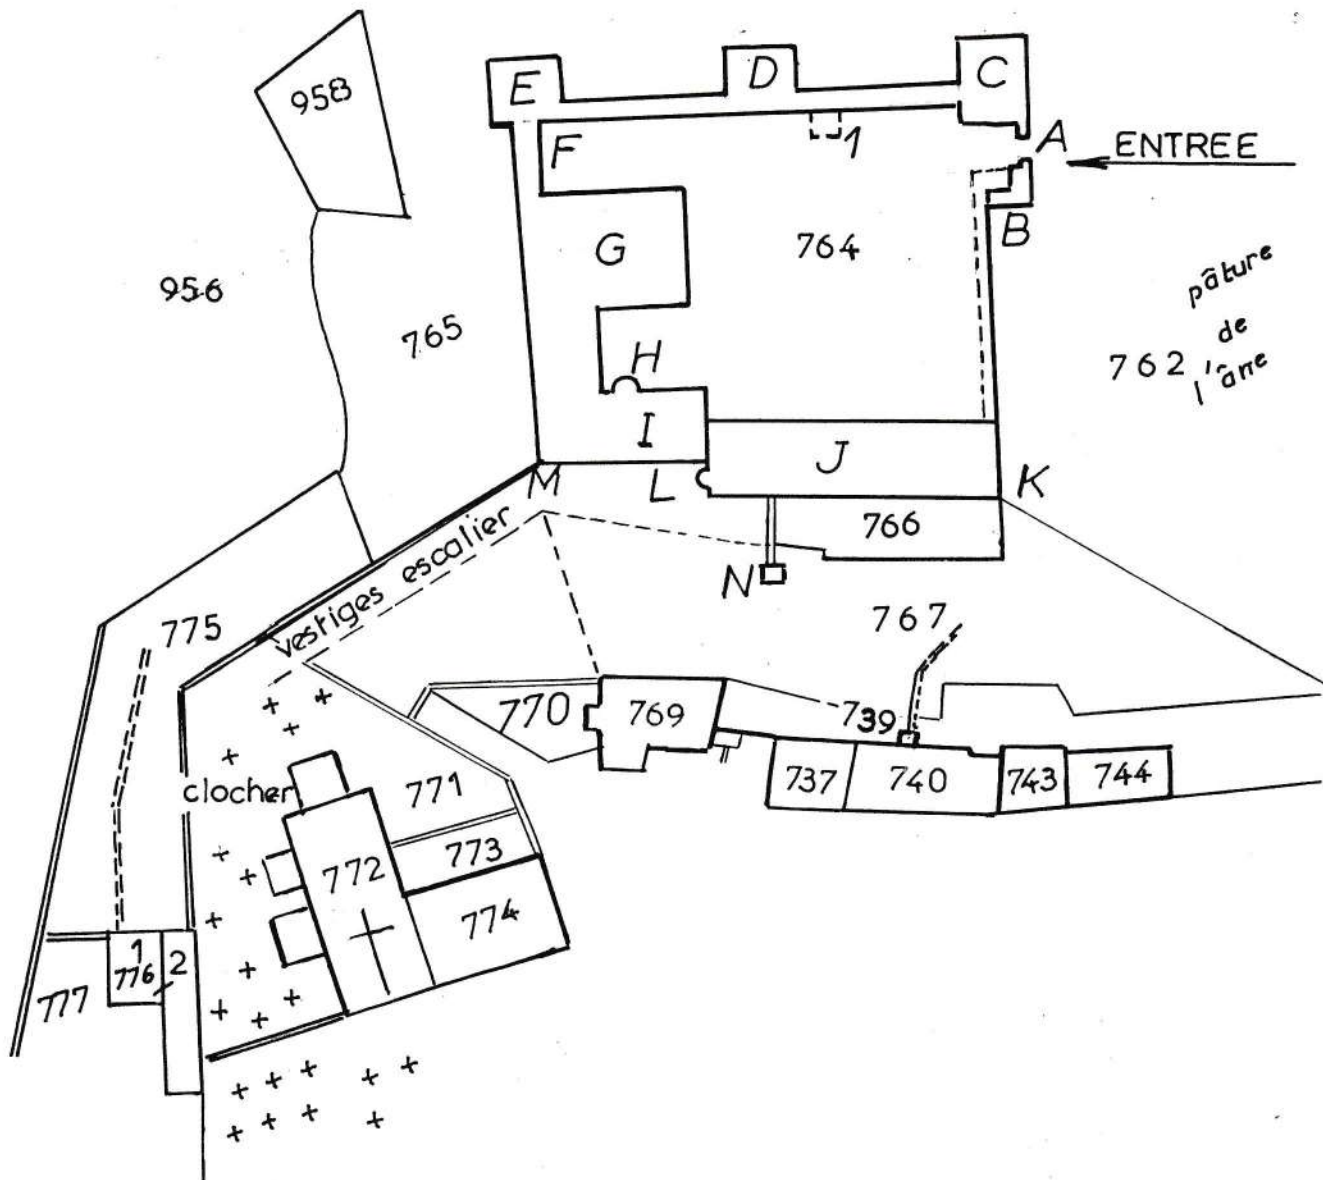 958
E
D
C
F
1
A
ENTREE
B
G
764
956
765
pâture
de
l'âne
762
H
I
J
M
L
K
766
vestiges escalier
N
775
767
770
769
739
737
740
743
744
clocher
771
772
773
774
1
776
2
777